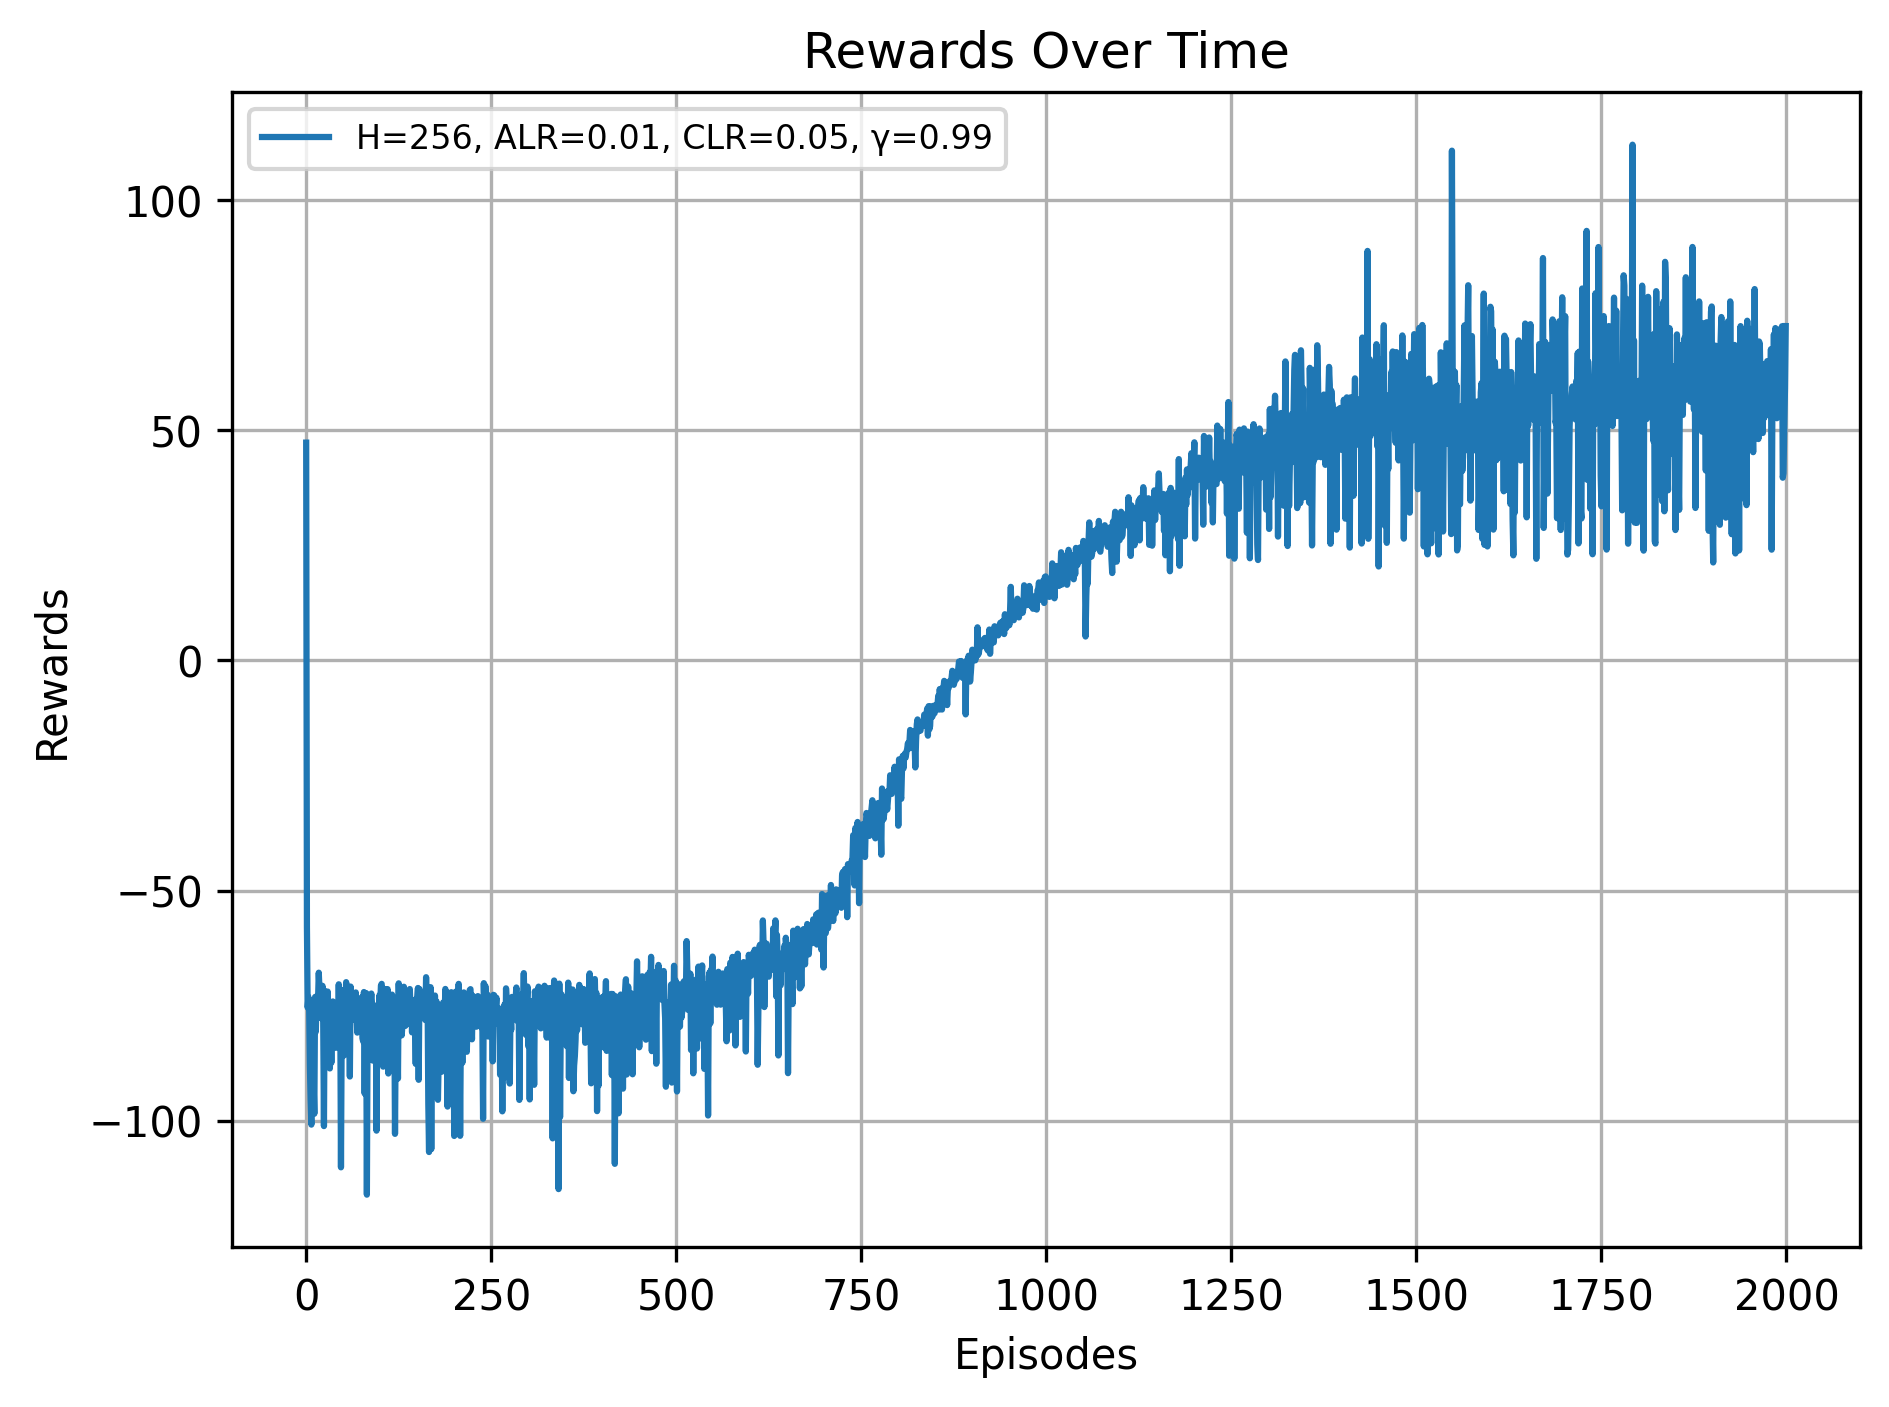 Rewards Over Time
H=256, ALR=0.01, CLR=0.05, γ=0.99
100
50
0
−50
−100
Rewards
0 250 500 750 1000 1250 1500 1750 2000
Episodes